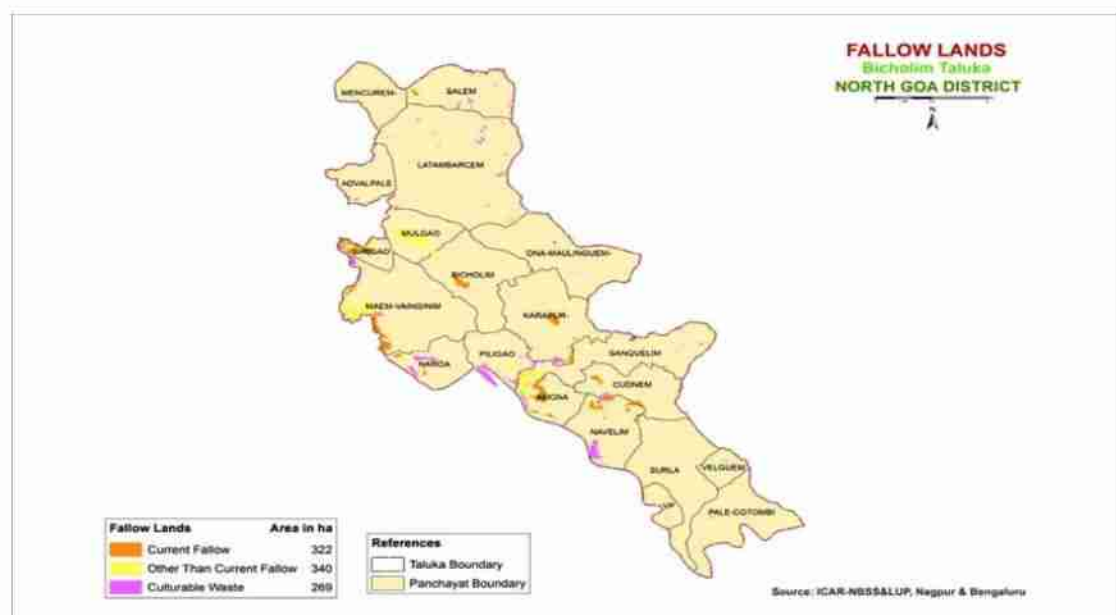 FALLOW LANDS
Bicholim Taluka
NORTH GOA DISTRICT
N
MENCUREM-
SALEM
LATAMBARCEM
ADVALPALE
MULGAO
SIRIGAO
ONA-MAULINGUEM-
BICHOLIM
MAEM-VAINGINIM
KARAPUR-
SANQUELIM
PILIGAO
NAROA
CUDNEM
AMONA
NAVELIM
SURLA
VELGUEM
PALE-COTOMBI
Fallow Lands Area in ha
Current Fallow 322
Other Than Current Fallow 340
Culturable Waste 269
References
Taluka Boundary
Panchayat Boundary
Source: ICAR-NBSS&LUP, Nagpur & Bengaluru